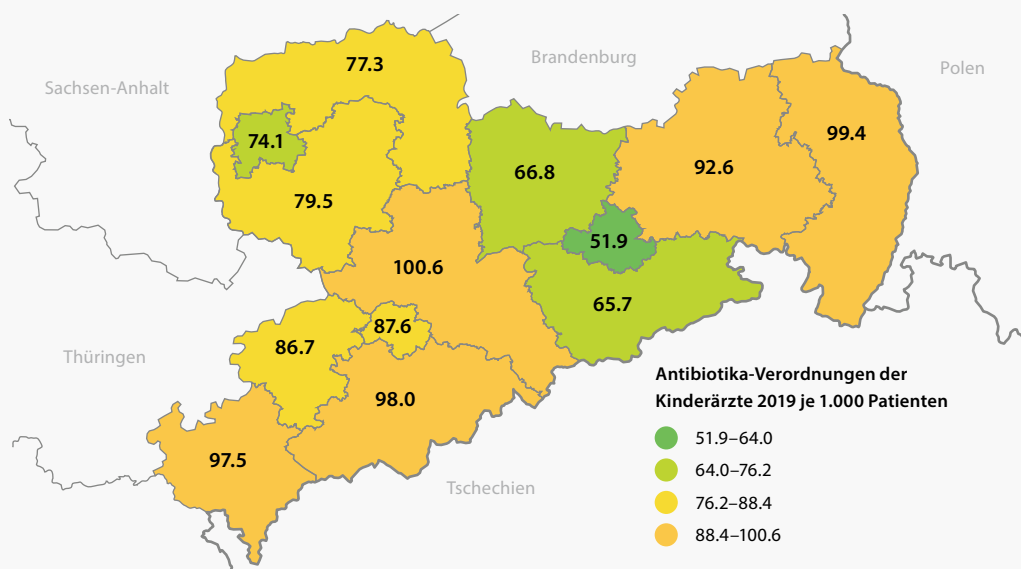 Brandenburg
77.3
Polen
Sachsen-Anhalt
99.4
74.1
66.8
92.6
79.5
51.9
100.6
65.7
87.6
86.7
Thüringen
98.0
97.5
Tschechien
Antibiotika-Verordnungen der
Kinderärzte 2019 je 1.000 Patienten
51.9–64.0
64.0–76.2
76.2–88.4
88.4–100.6